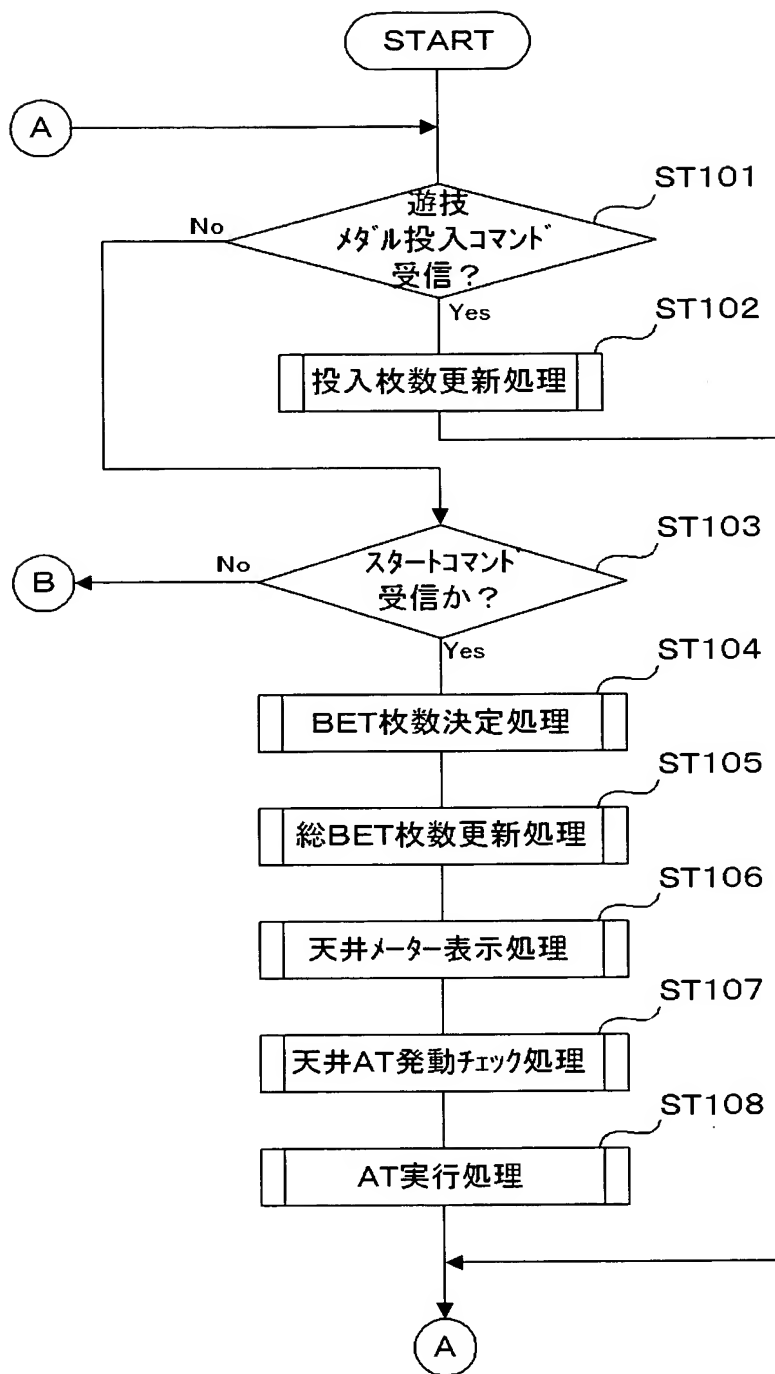 START
A
ST101
遊技
メダル投入コマンド
受信？
No
Yes
ST102
投入枚数更新処理
ST103
スタートコマンド
受信か？
No
B
Yes
ST104
BET枚数決定処理
ST105
総BET枚数更新処理
ST106
天井メーター表示処理
ST107
天井AT発動チェック処理
ST108
AT実行処理
A